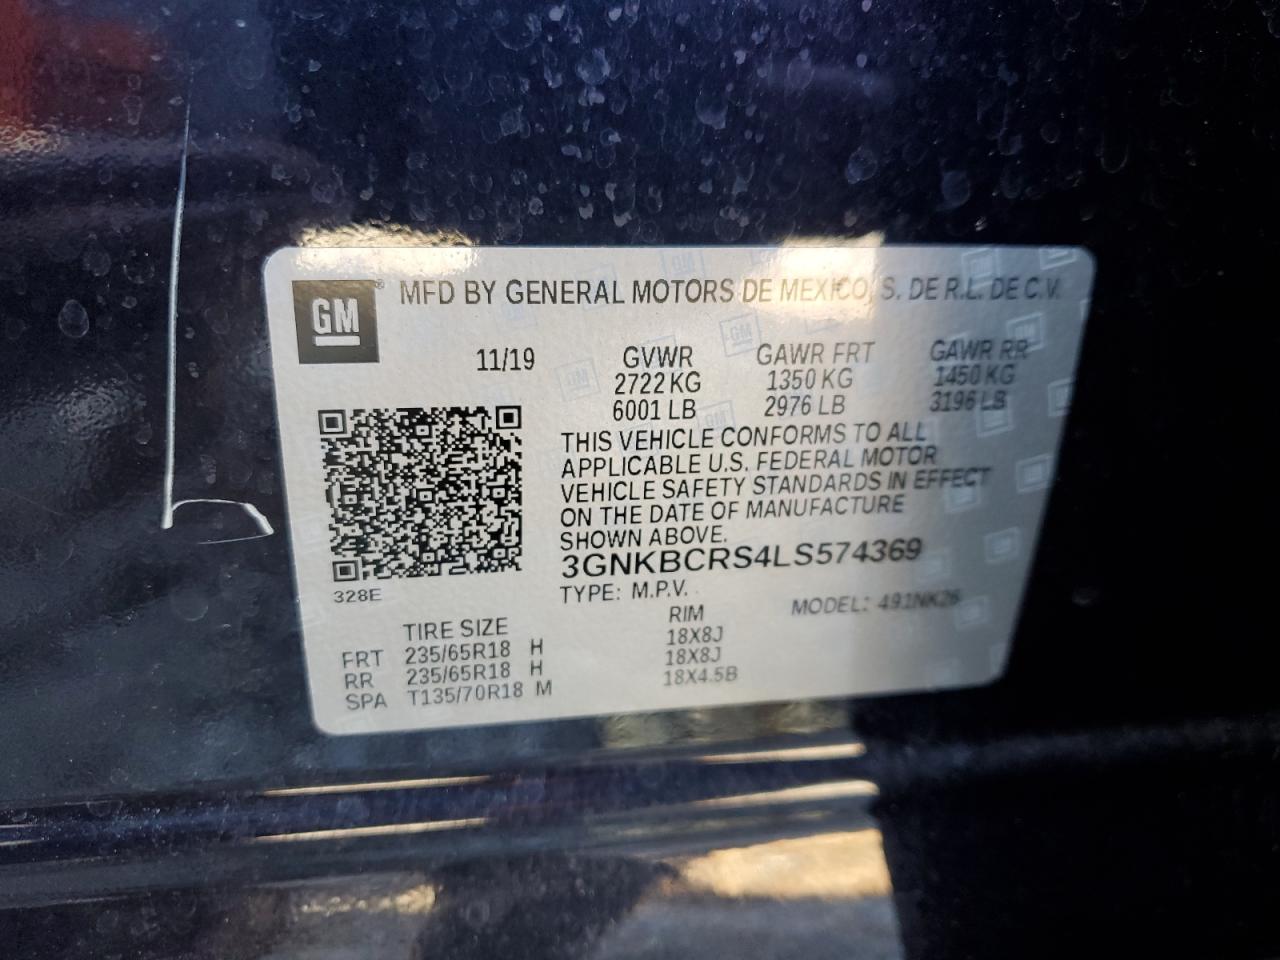 GM® MFD BY GENERAL MOTORS DE MEXICO, S. DE R.L. DE C.V.
11/19 GVWR GAWR FRT GAWR RR
2722 KG 1350 KG 1450 KG
6001 LB 2976 LB 3196 LB
THIS VEHICLE CONFORMS TO ALL
APPLICABLE U.S. FEDERAL MOTOR
VEHICLE SAFETY STANDARDS IN EFFECT
ON THE DATE OF MANUFACTURE
SHOWN ABOVE.
3GNKBCRS4LS574369
328E TYPE: M.P.V. MODEL: 491NK26
TIRE SIZE RIM
FRT 235/65R18 H 18X8J
RR 235/65R18 H 18X8J
SPA T135/70R18 M 18X4.5B